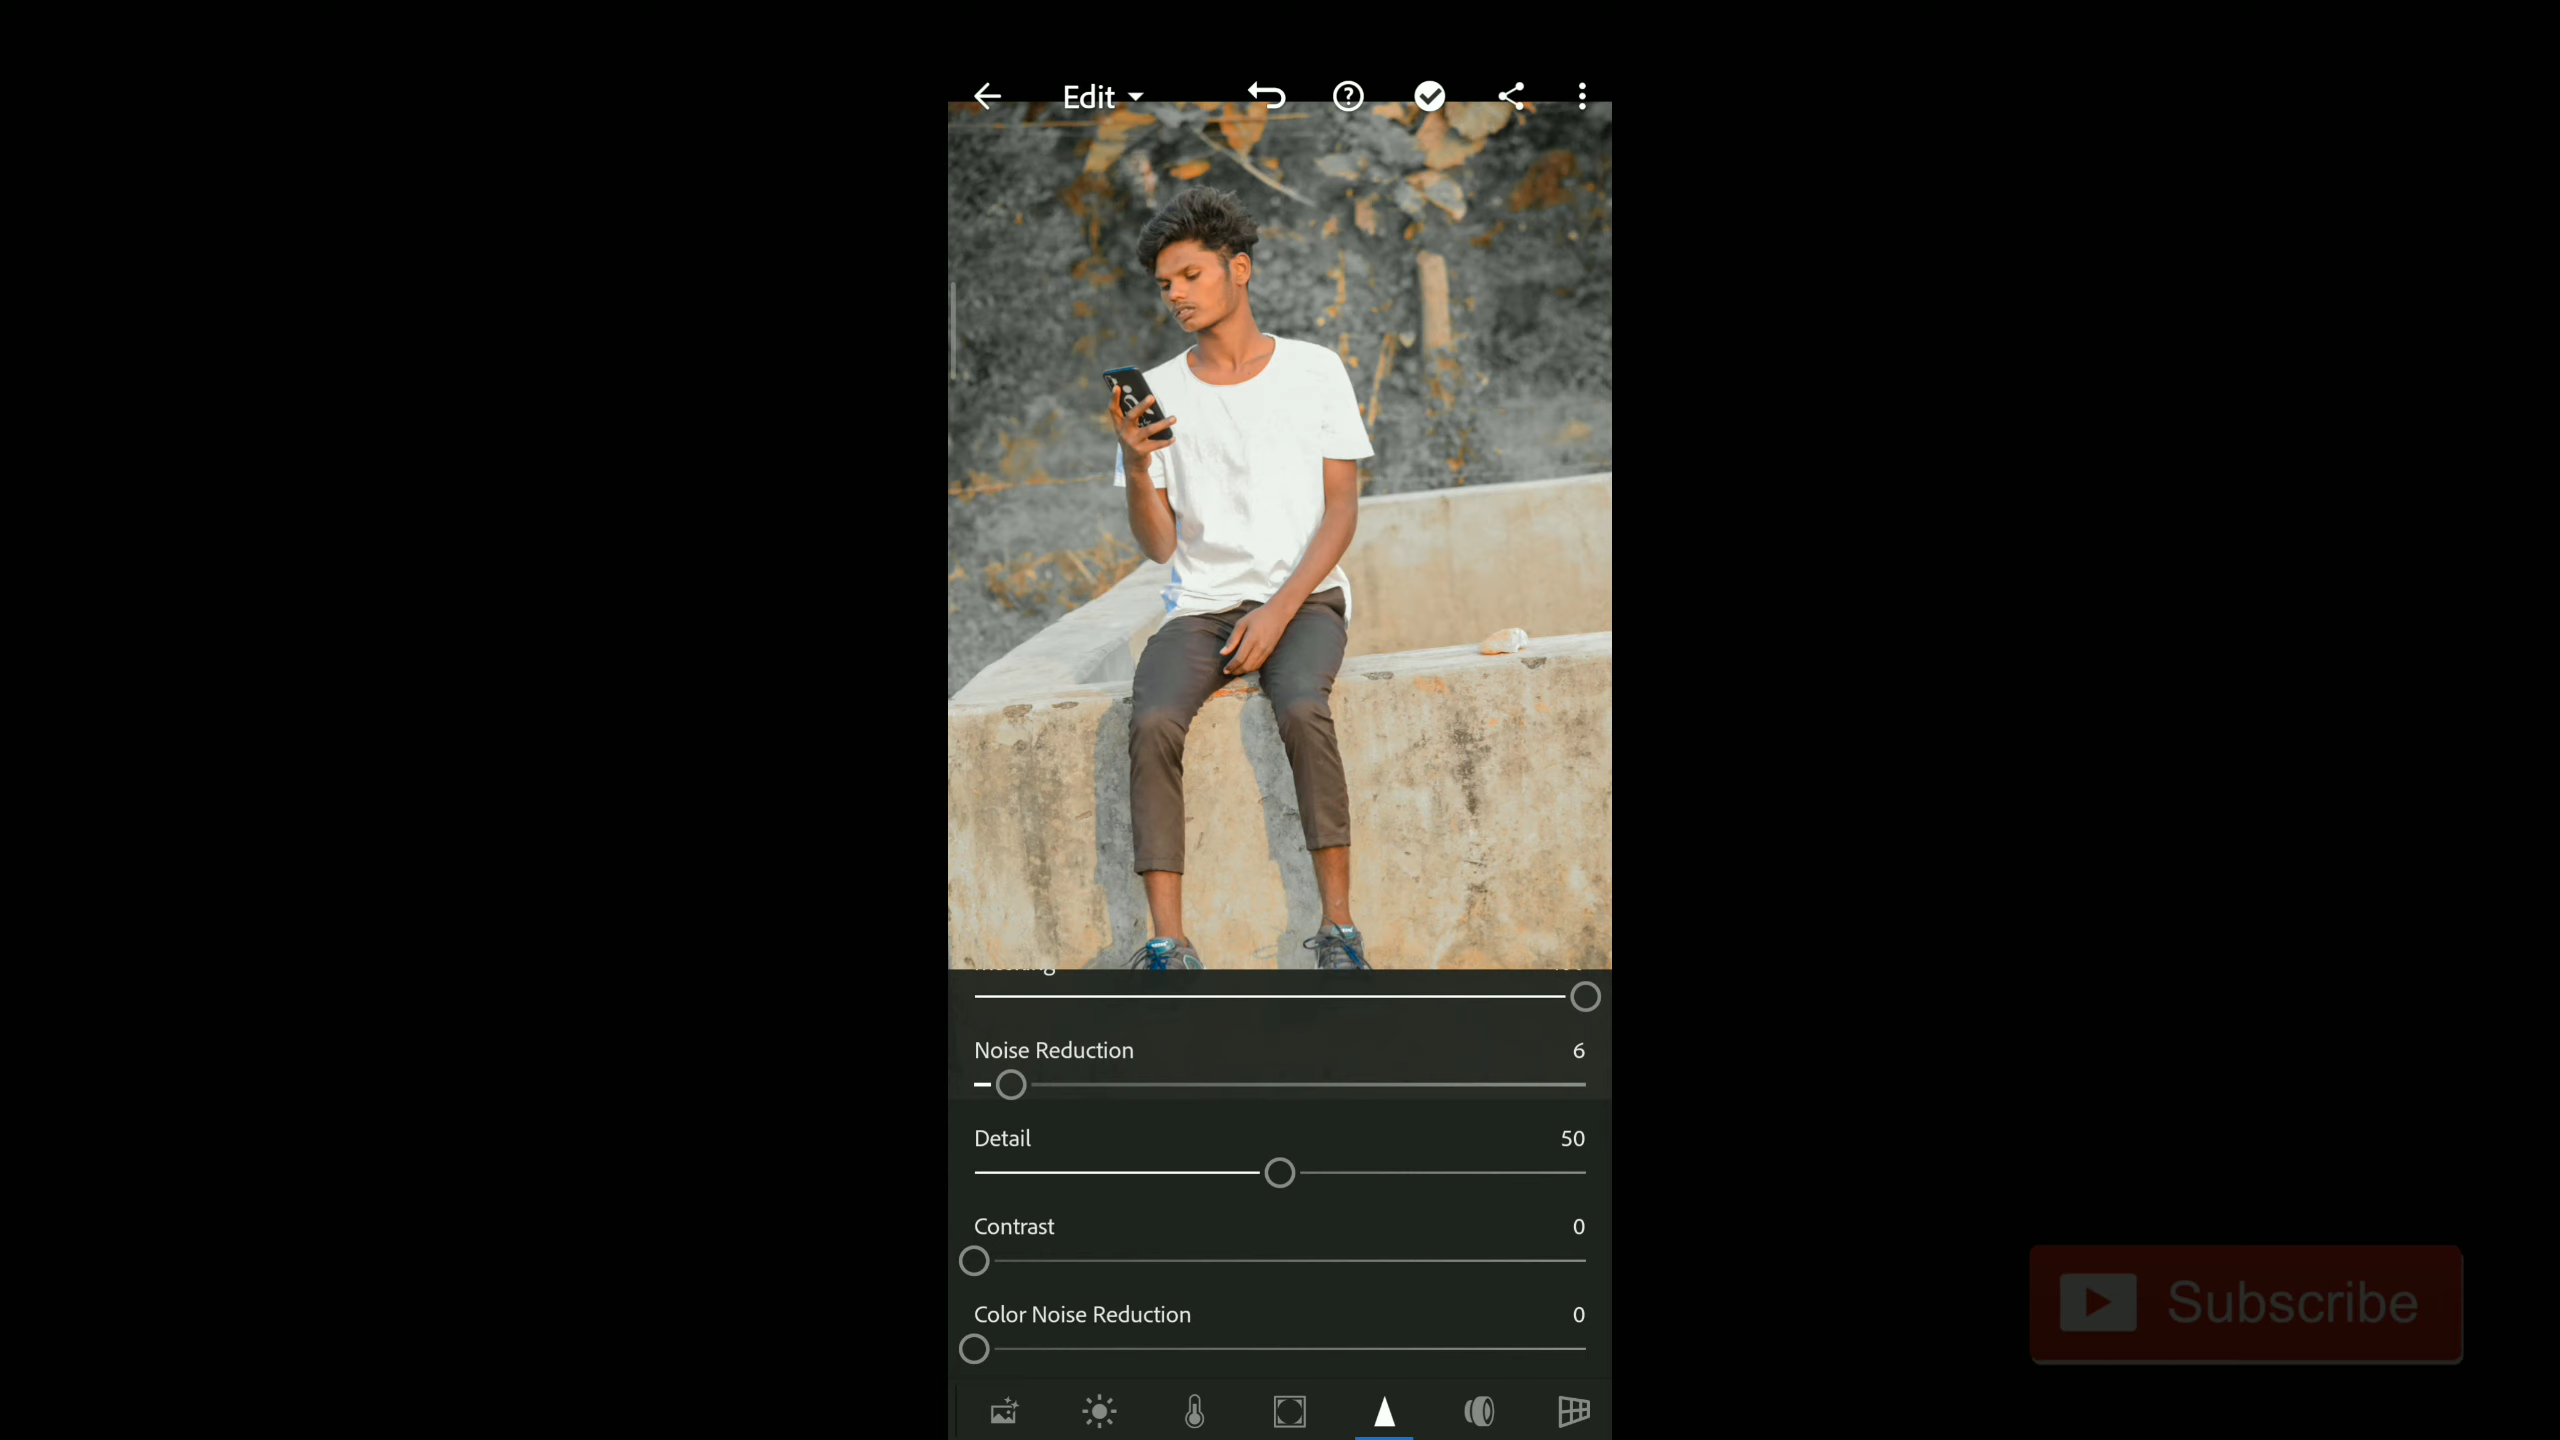 Edit
Noise Reduction 6
Detail 50
Contrast 0
Color Noise Reduction 0
Subscribe